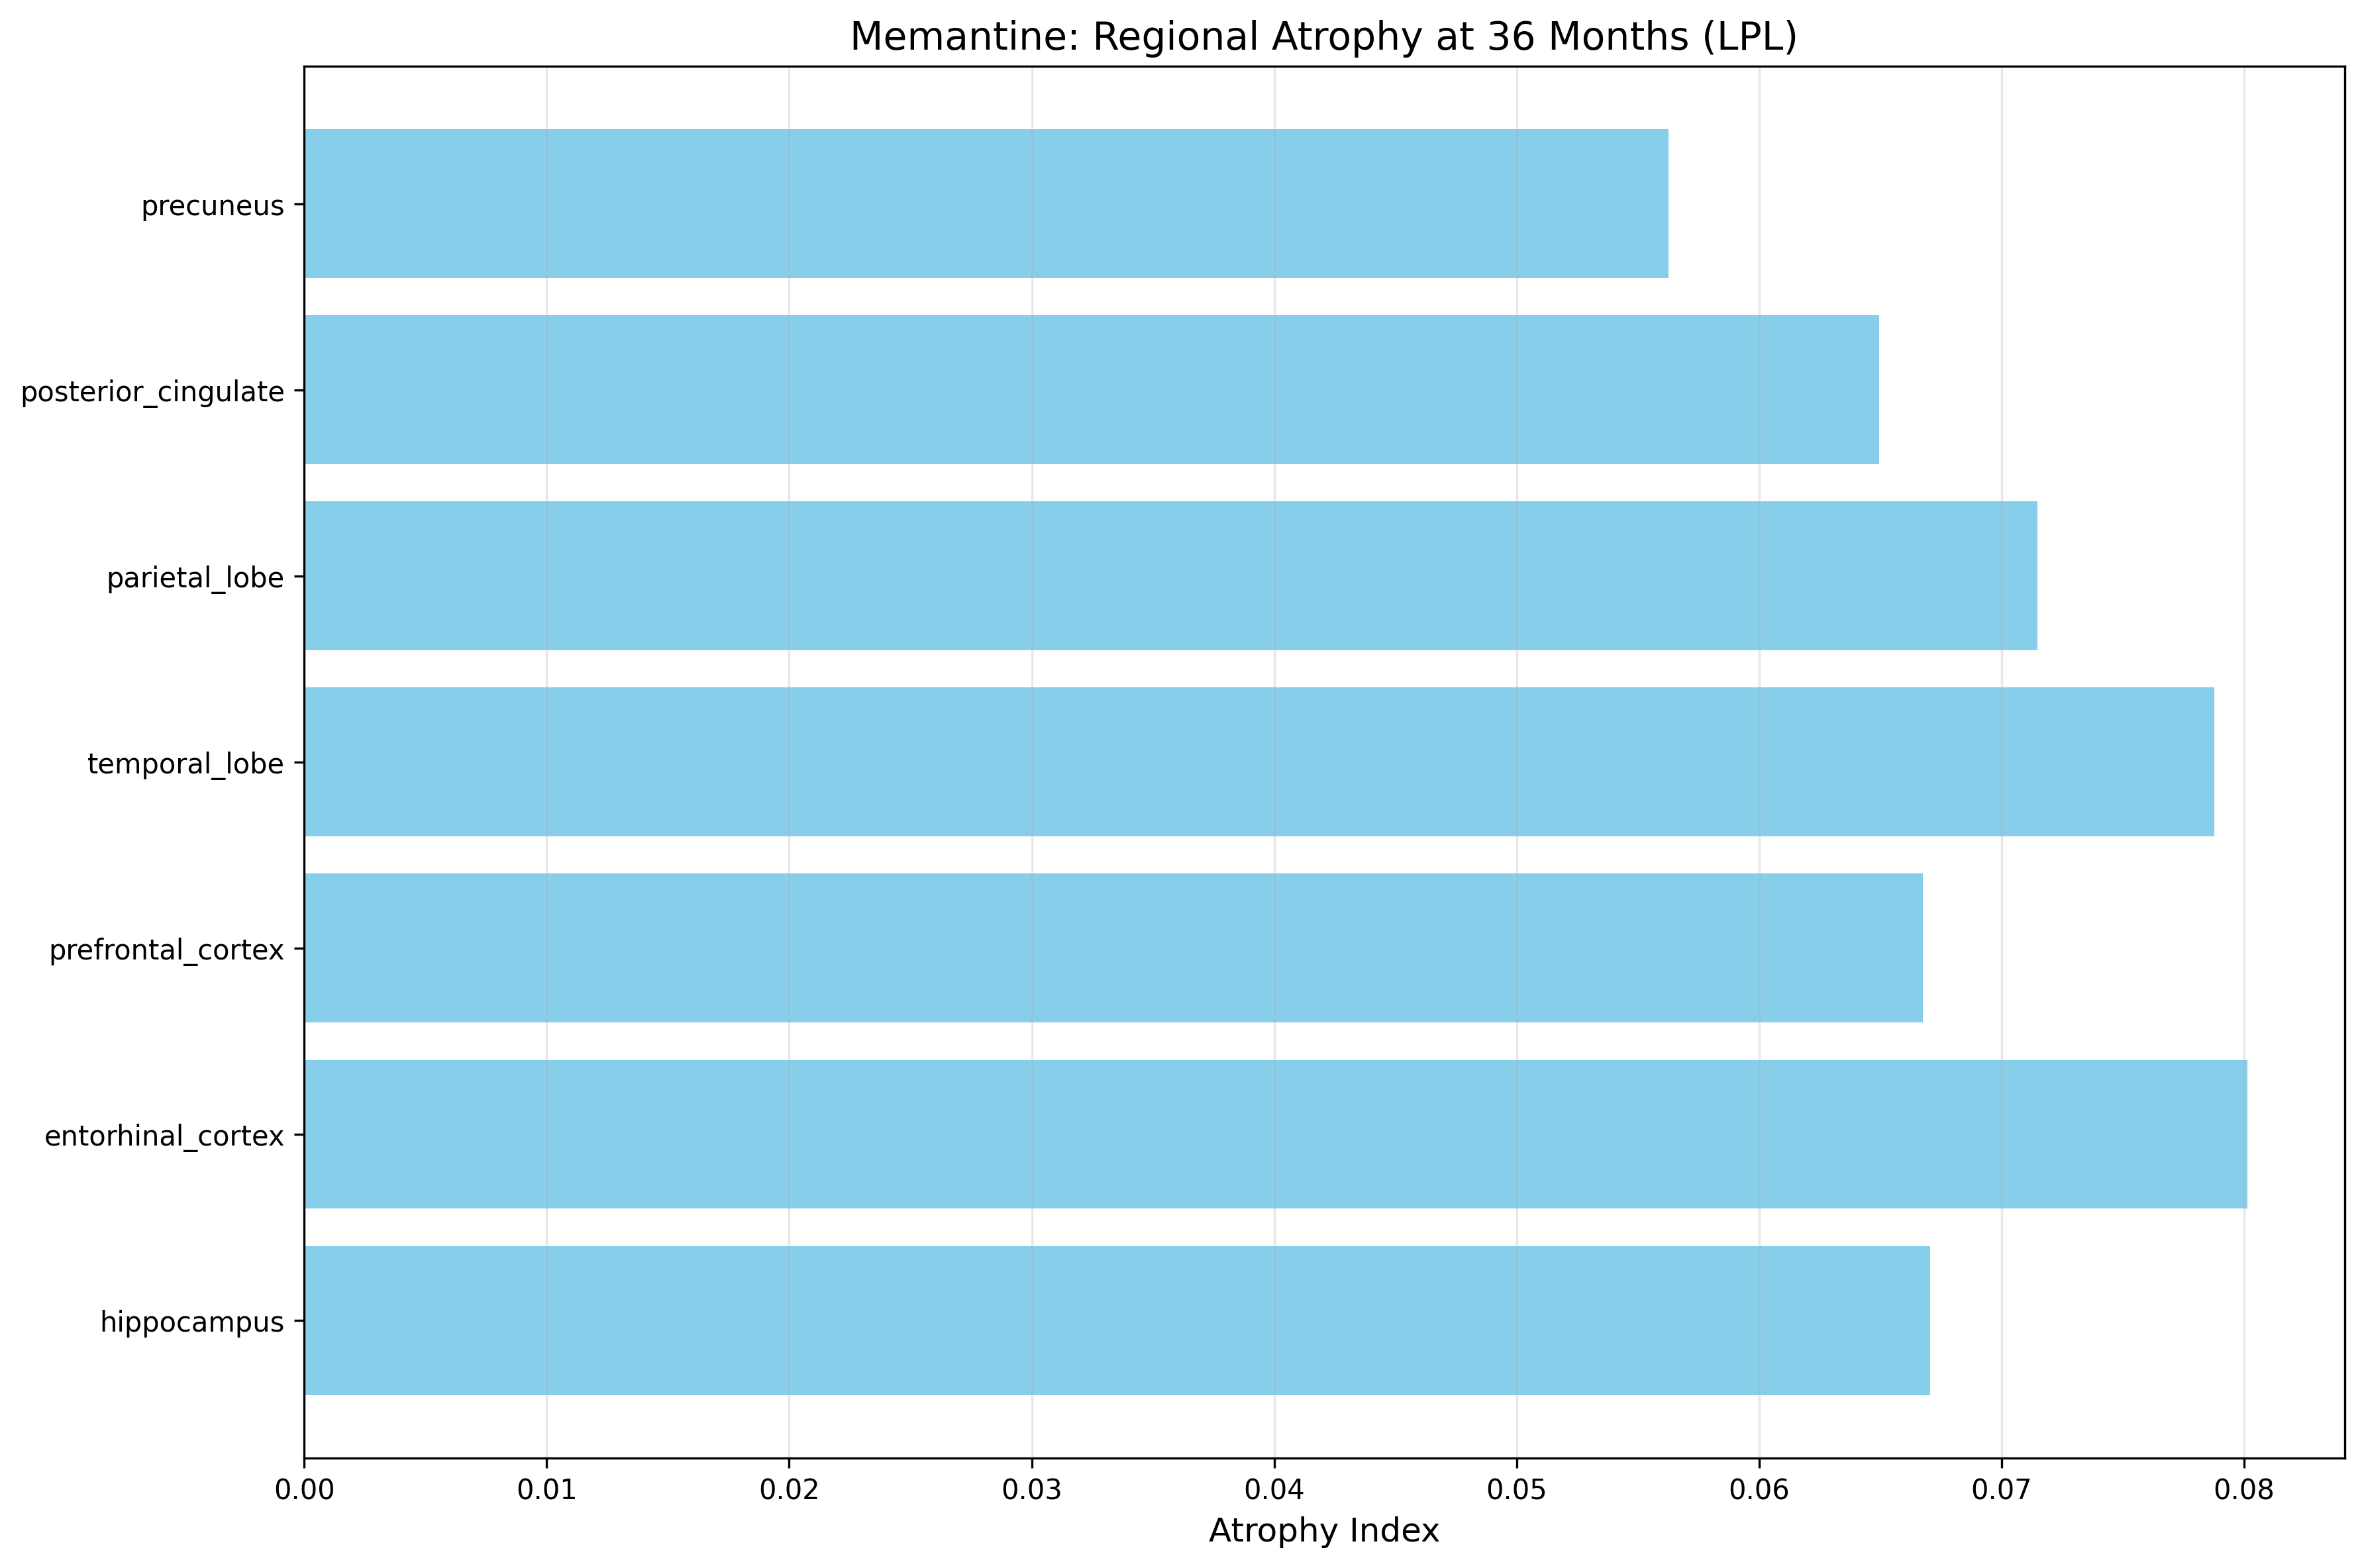 Memantine: Regional Atrophy at 36 Months (LPL)
precuneus
posterior_cingulate
parietal_lobe
temporal_lobe
prefrontal_cortex
entorhinal_cortex
hippocampus
0.00 0.01 0.02 0.03 0.04 0.05 0.06 0.07 0.08
Atrophy Index